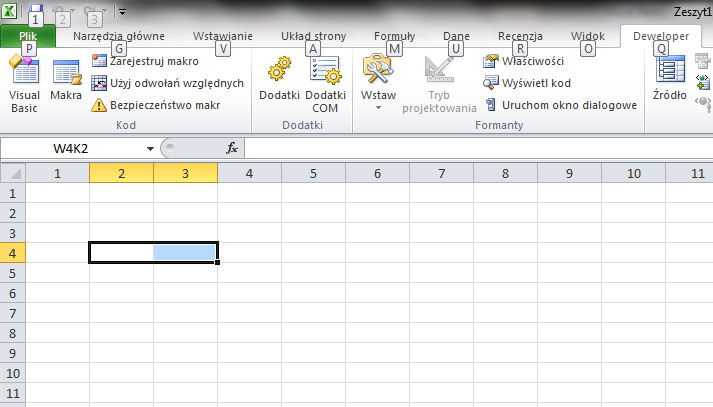 Zeszyt1
1 2 3
Plik Narzędzia główne Wstawianie Układ strony Formuły Dane Recenzja Widok Deweloper
P G V A M U R O Q
Visual Basic
Makra
Zarejestruj makro
Użyj odwołań względnych
Bezpieczeństwo makr
Kod
Dodatki
Dodatki COM
Dodatki
Wstaw
Tryb projektowania
Właściwości
Wyświetl kod
Uruchom okno dialogowe
Formanty
Źródło
W4K2 fx
1 2 3 4 5 6 7 8 9 10 11
1
2
3
4
5
6
7
8
9
10
11